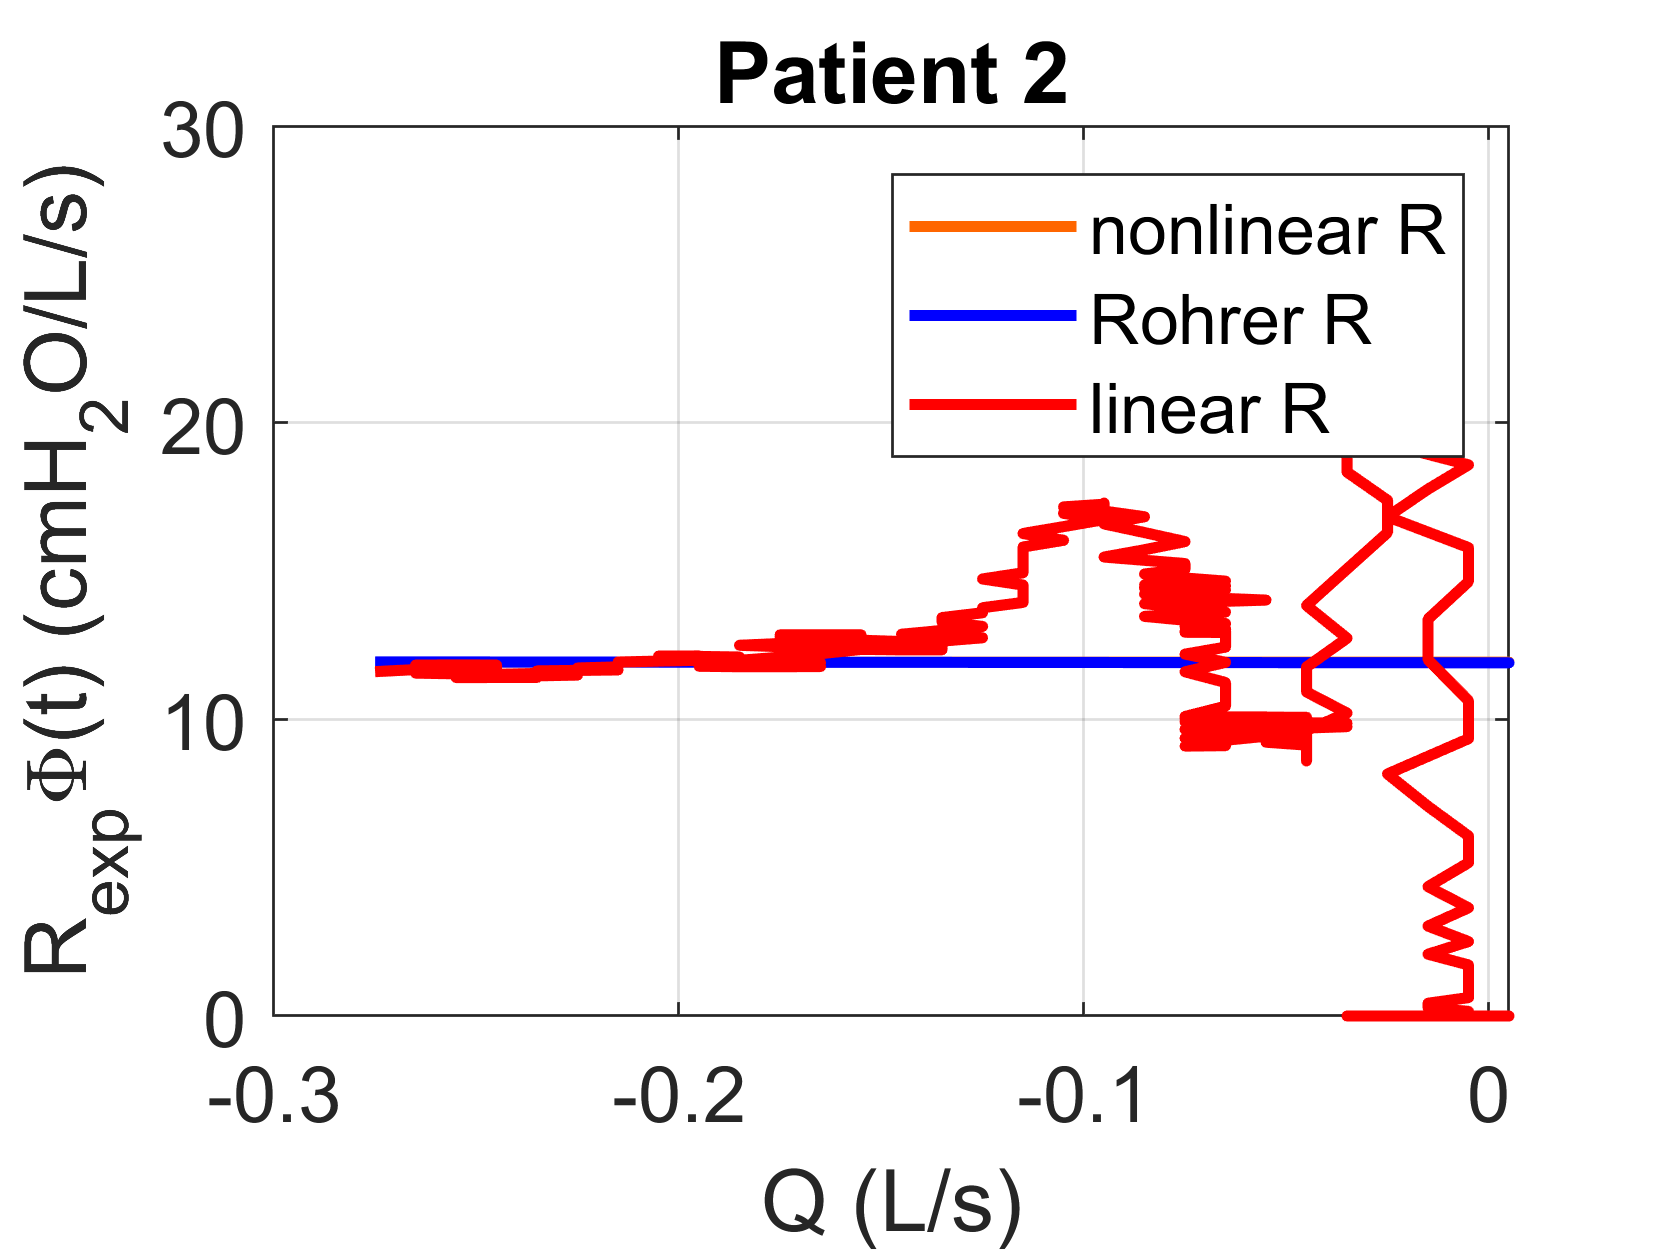 Patient 2
R_exp Φ(t) (cmH_2O/L/s)
30
20
10
0
nonlinear R
Rohrer R
linear R
-0.3 -0.2 -0.1 0
Q (L/s)